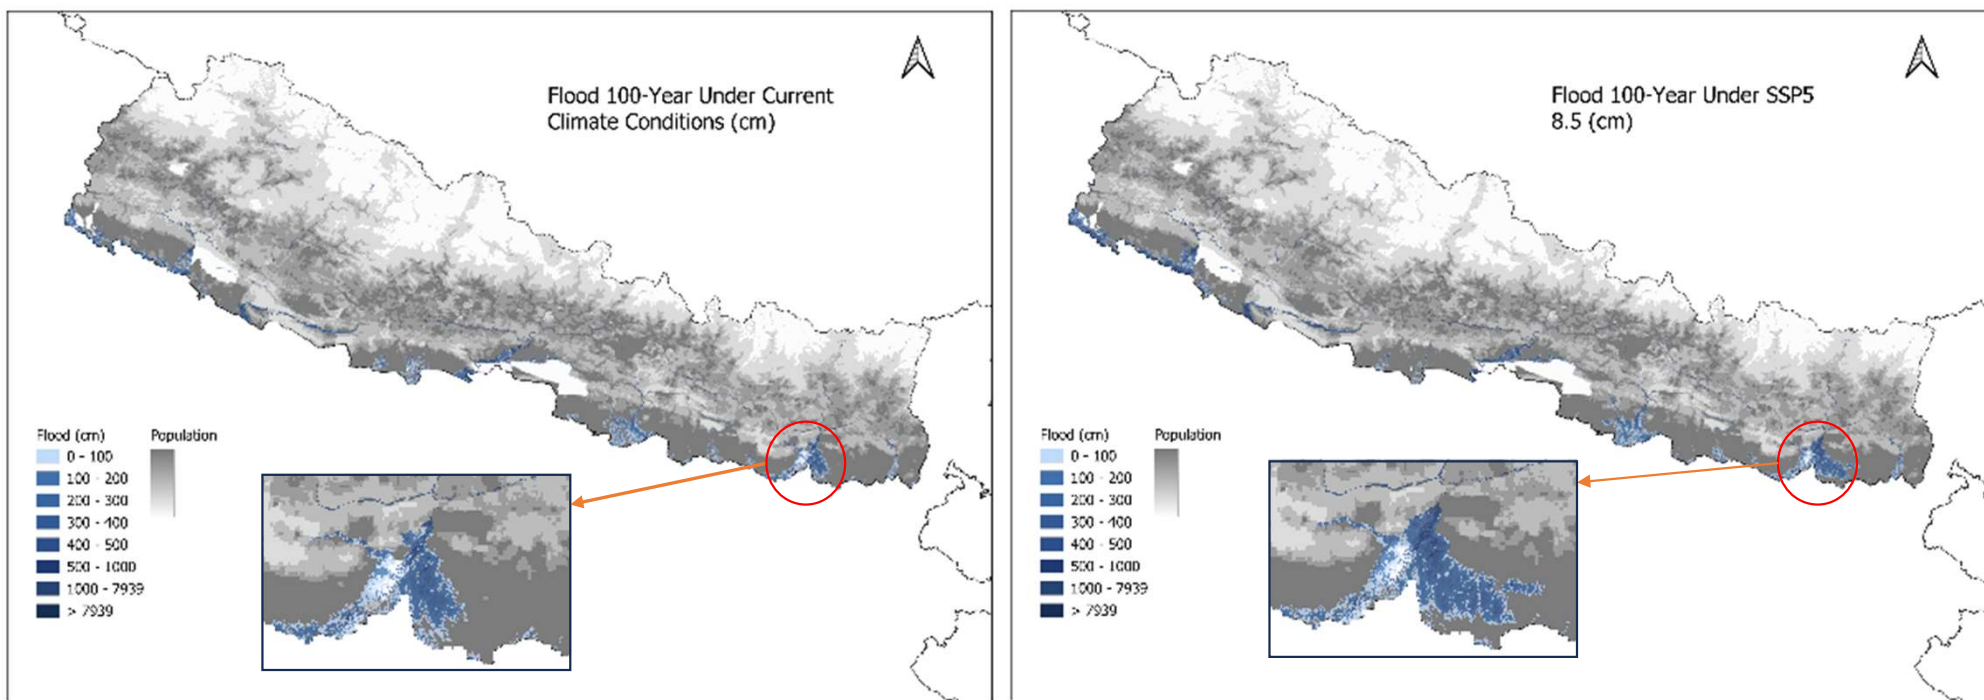 Flood 100-Year Under Current
Climate Conditions (cm)
Flood (cm)
Population
0 - 100
100 - 200
200 - 300
300 - 400
400 - 500
500 - 1000
1000 - 7939
> 7939
Flood 100-Year Under SSP5
8.5 (cm)
Flood (cm)
Population
0 - 100
100 - 200
200 - 300
300 - 400
400 - 500
500 - 1000
1000 - 7939
> 7939